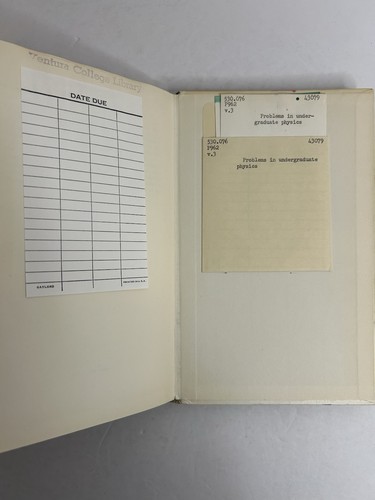 Ventura College Library
DATE DUE
GAYLORD
530.076 43079
P962
v.3
Problems in under-
graduate physics
530.076 43079
P962
v.3
Problems in undergraduate
physics